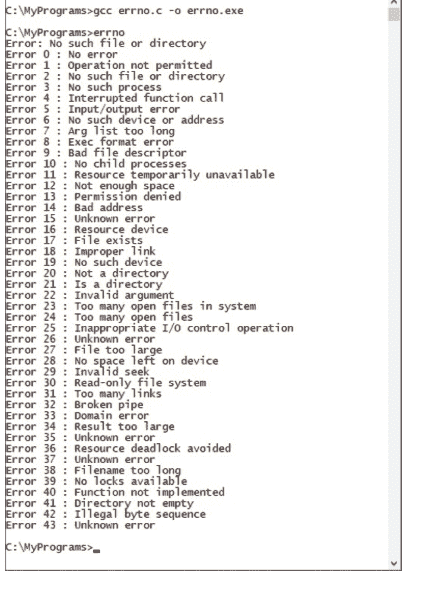 C:\MyPrograms>gcc errno.c -o errno.exe
C:\MyPrograms>errno
Error: No such file or directory
Error 0 : No error
Error 1 : Operation not permitted
Error 2 : No such file or directory
Error 3 : No such process
Error 4 : Interrupted function call
Error 5 : Input/output error
Error 6 : No such device or address
Error 7 : Arg list too long
Error 8 : Exec format error
Error 9 : Bad file descriptor
Error 10 : No child processes
Error 11 : Resource temporarily unavailable
Error 12 : Not enough space
Error 13 : Permission denied
Error 14 : Bad address
Error 15 : Unknown error
Error 16 : Resource device
Error 17 : File exists
Error 18 : Improper link
Error 19 : No such device
Error 20 : Not a directory
Error 21 : Is a directory
Error 22 : Invalid argument
Error 23 : Too many open files in system
Error 24 : Too many open files
Error 25 : Inappropriate I/O control operation
Error 26 : Unknown error
Error 27 : File too large
Error 28 : No space left on device
Error 29 : Invalid seek
Error 30 : Read-only file system
Error 31 : Too many links
Error 32 : Broken pipe
Error 33 : Domain error
Error 34 : Result too large
Error 35 : Unknown error
Error 36 : Resource deadlock avoided
Error 37 : Unknown error
Error 38 : Filename too long
Error 39 : No locks available
Error 40 : Function not implemented
Error 41 : Directory not empty
Error 42 : Illegal byte sequence
Error 43 : Unknown error
C:\MyPrograms>_